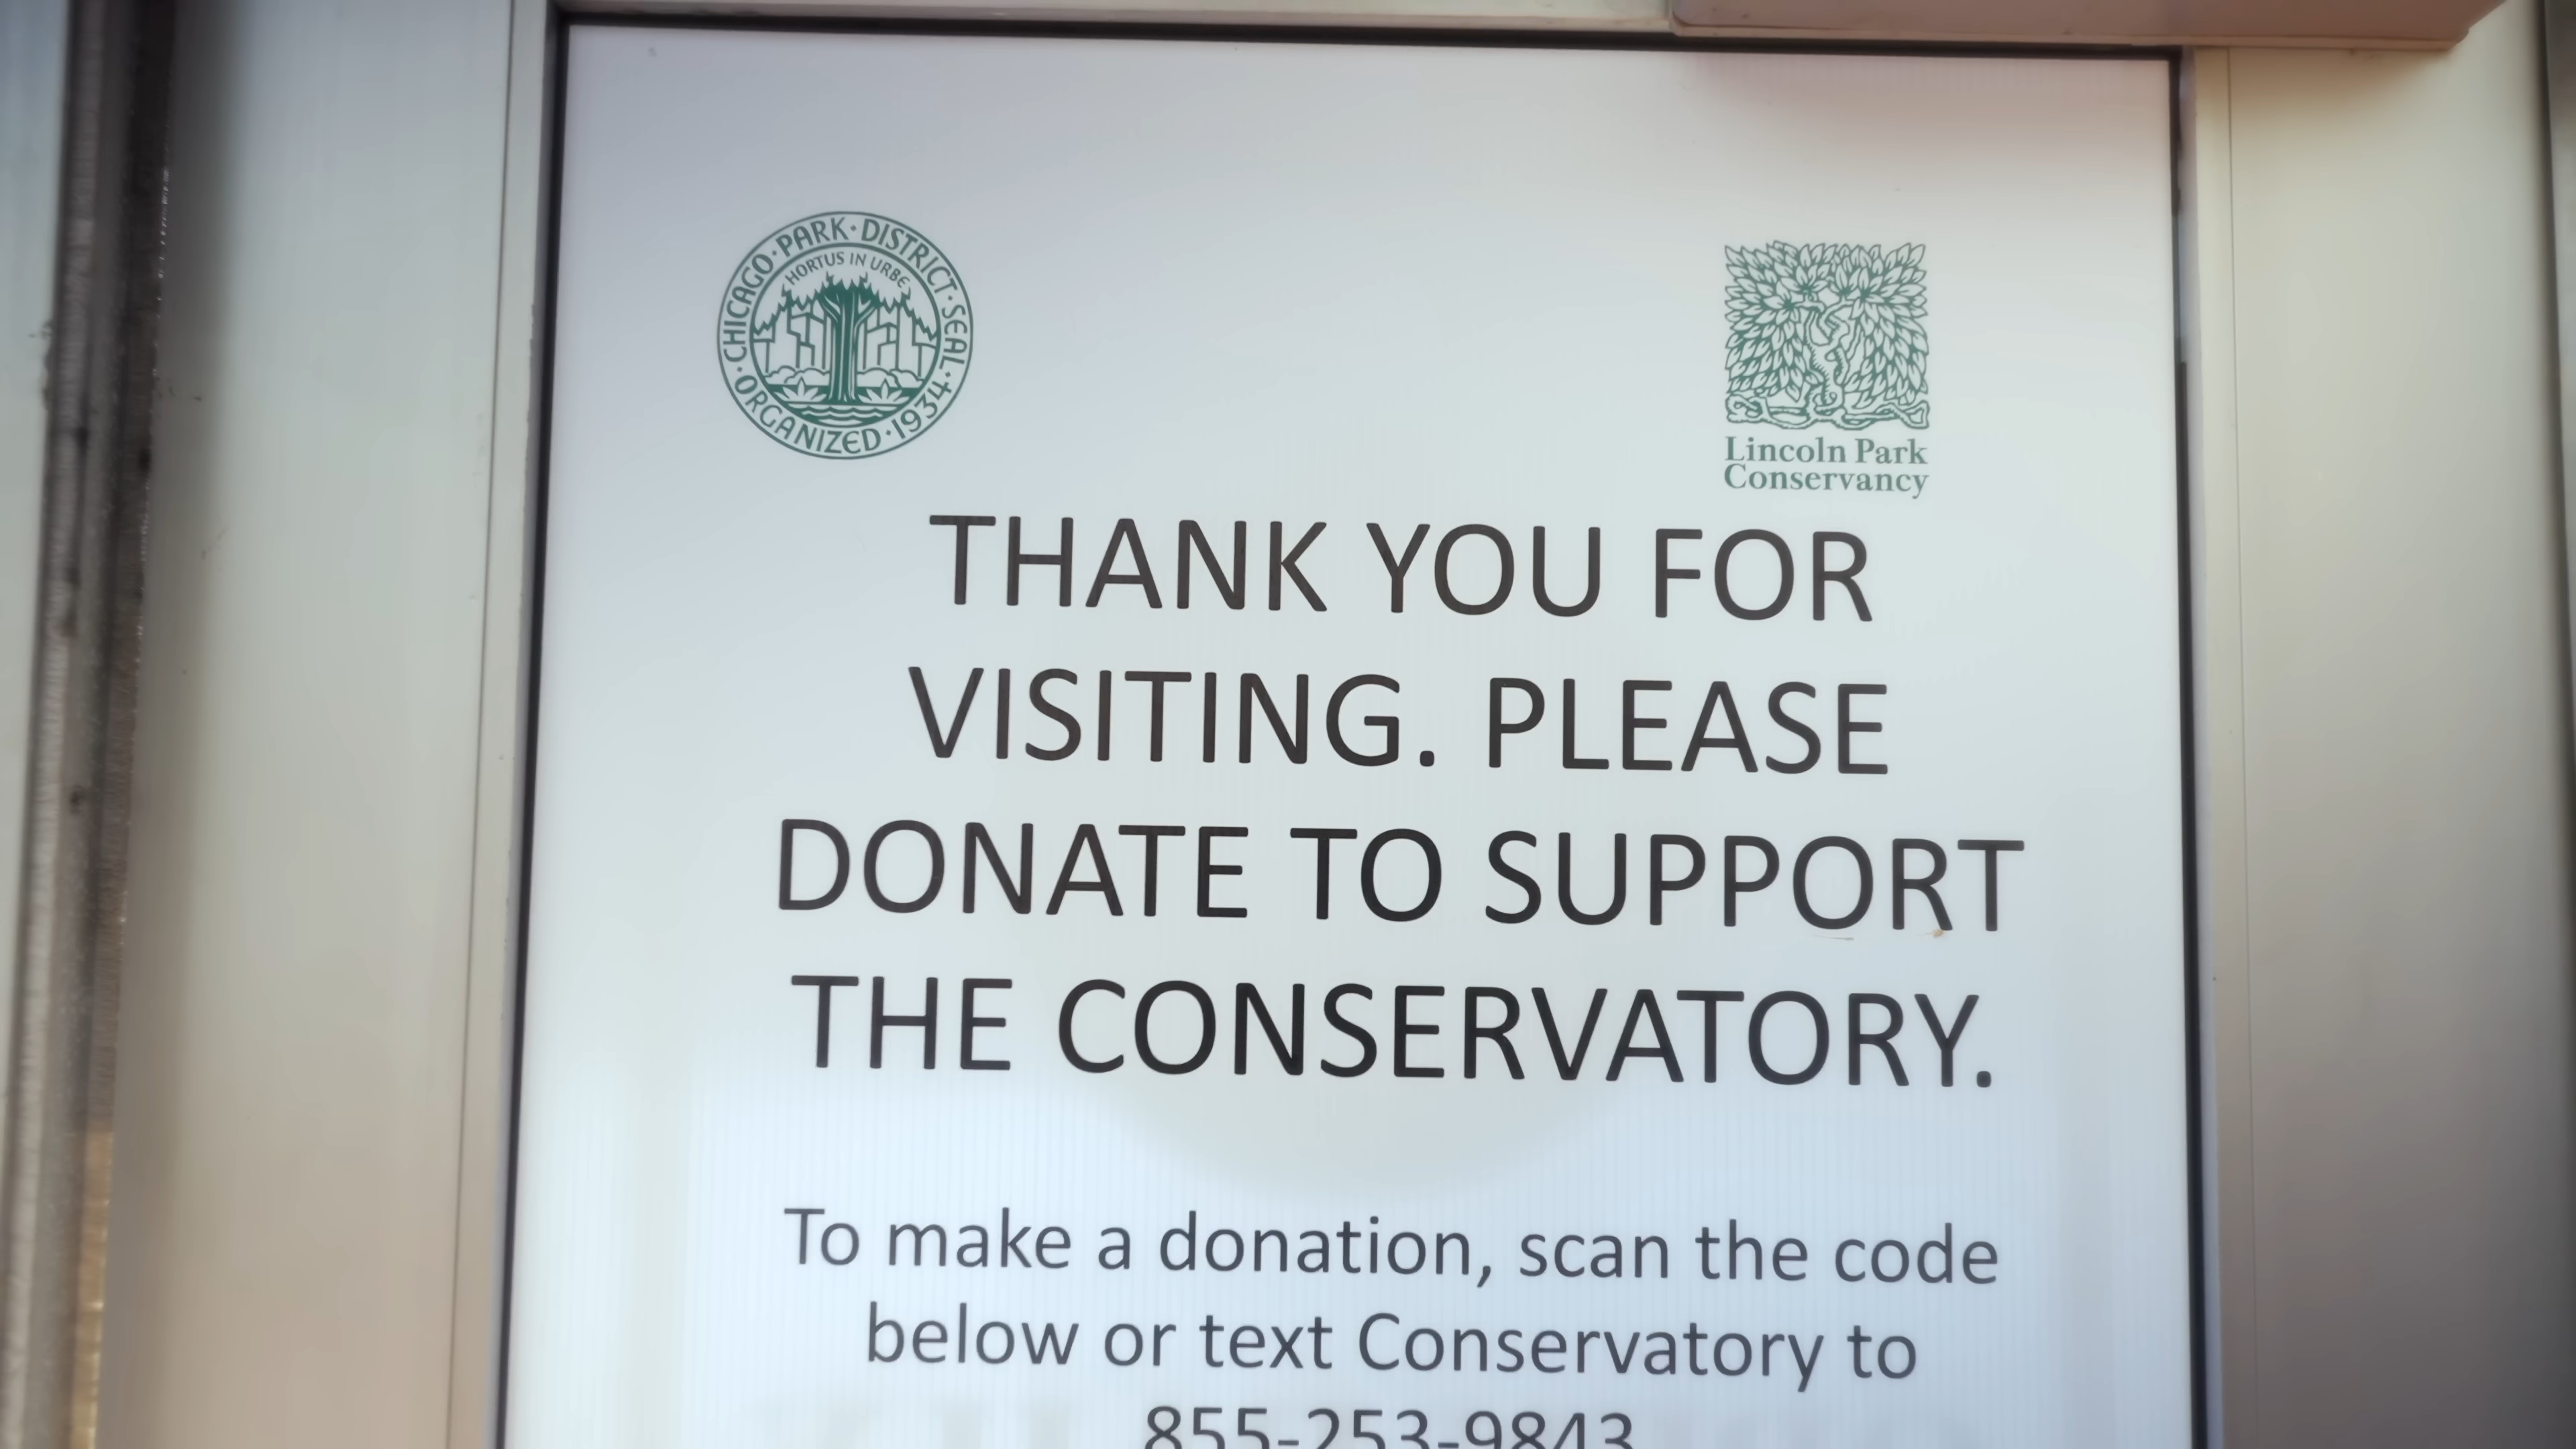 CHICAGO·PARK·DISTRICT·SEAL·
HORTUS IN URBE
ORGANIZED·1934
Lincoln Park
Conservancy
THANK YOU FOR
VISITING. PLEASE
DONATE TO SUPPORT
THE CONSERVATORY.
To make a donation, scan the code
below or text Conservatory to
855-253-9843